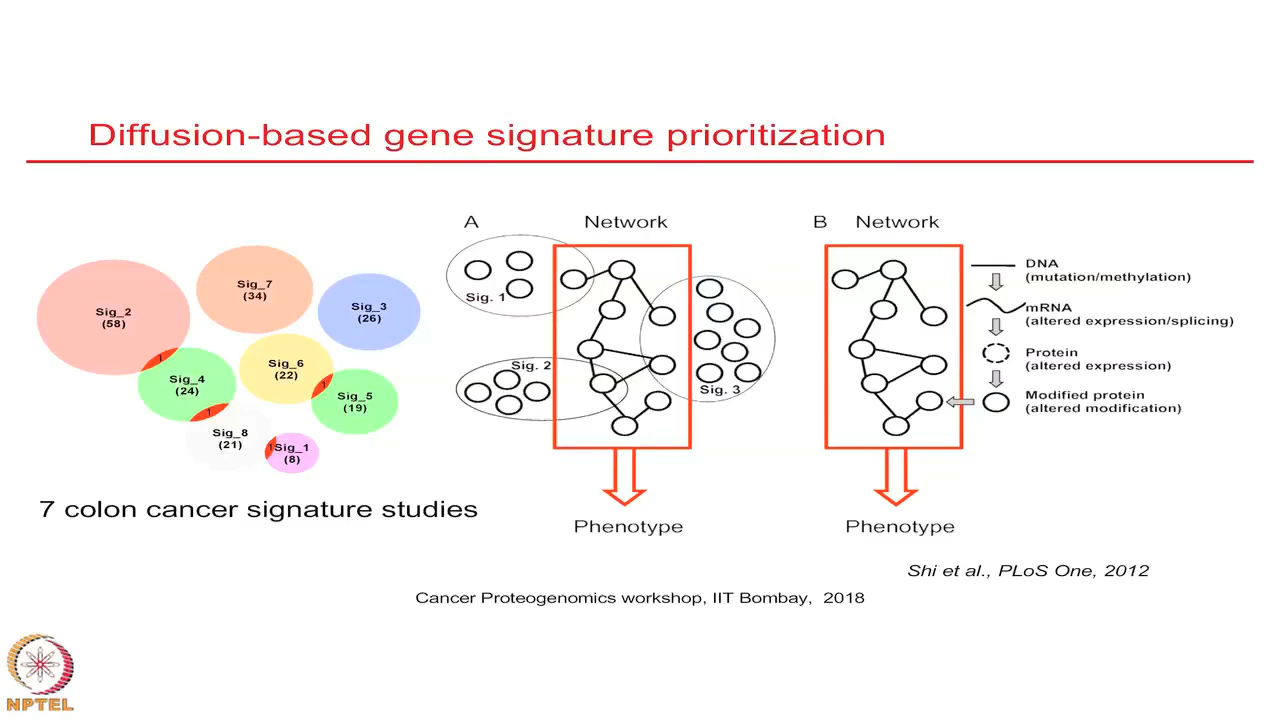 Diffusion-based gene signature prioritization
Sig_2
(58)
Sig_7
(34)
Sig_3
(26)
1
Sig_4
(24)
Sig_6
(22)
1
Sig_5
(19)
1
Sig_8
(21)
1
Sig_1
(8)
7 colon cancer signature studies
A
Network
Sig. 1
Sig. 2
Sig. 3
Phenotype
B
Network
DNA
(mutation/methylation)
mRNA
(altered expression/splicing)
Protein
(altered expression)
Modified protein
(altered modification)
Phenotype
Shi et al., PLoS One, 2012
Cancer Proteogenomics workshop, IIT Bombay, 2018
NPTEL